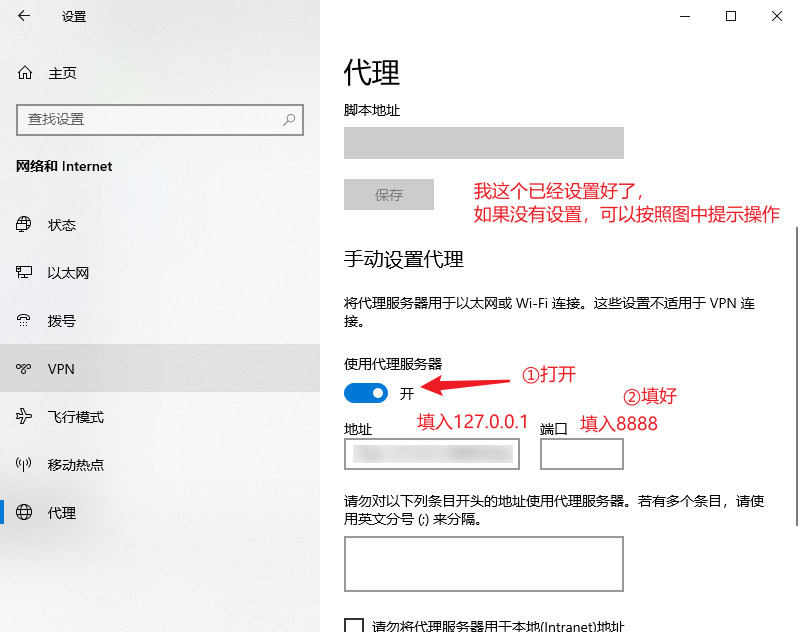 设置
主页
查找设置
网络和 Internet
状态
以太网
拨号
VPN
飞行模式
移动热点
代理
代理
脚本地址
保存
我这个已经设置好了，
如果没有设置，可以按照图中提示操作
手动设置代理
将代理服务器用于以太网或 Wi-Fi 连接。这些设置不适用于 VPN 连
接。
使用代理服务器
开
①打开
②填好
地址
填入127.0.0.1
端口
填入8888
请勿对以下列条目开头的地址使用代理服务器。若有多个条目，请使
用英文分号 (;) 来分隔。
请勿将代理服务器用于本地(Intranet)地址